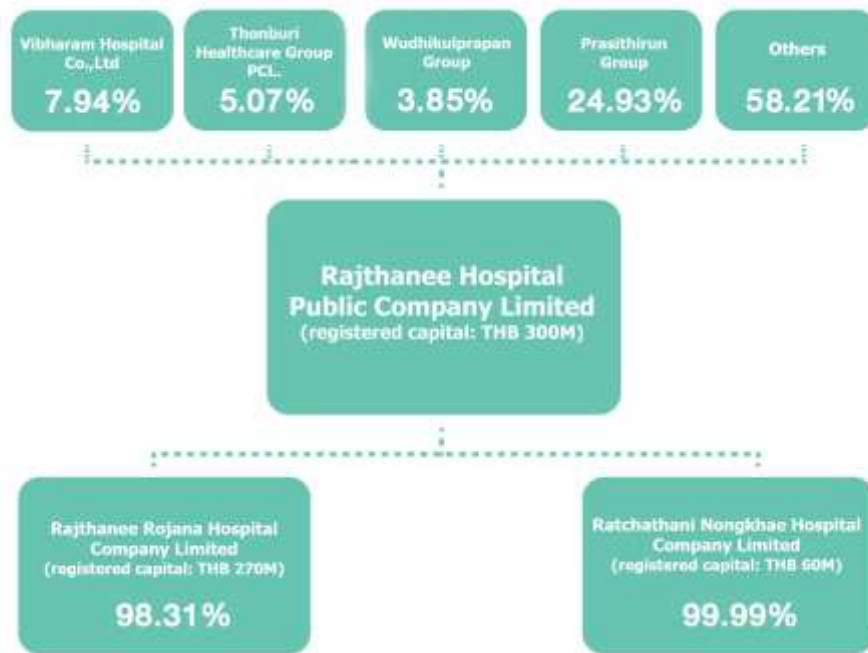 Vibharam Hospital
Co.,Ltd
7.94%
Thonburi
Healthcare Group
PCL.
5.07%
Wudhikulprapan
Group
3.85%
Prasithirun
Group
24.93%
Others
58.21%
Rajthanee Hospital
Public Company Limited
(registered capital: THB 300M)
Rajthanee Rojana Hospital
Company Limited
(registered capital: THB 270M)
98.31%
Ratchathani Nongkhae Hospital
Company Limited
(registered capital: THB 60M)
99.99%